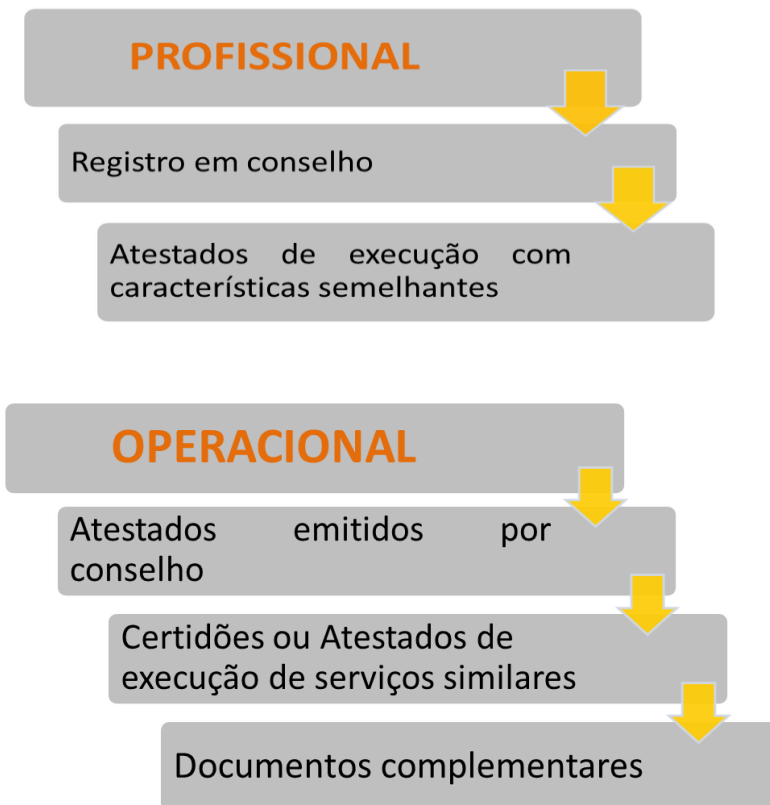 PROFISSIONAL
Registro em conselho
Atestados de execução com
características semelhantes
OPERACIONAL
Atestados emitidos por
conselho
Certidões ou Atestados de
execução de serviços similares
Documentos complementares